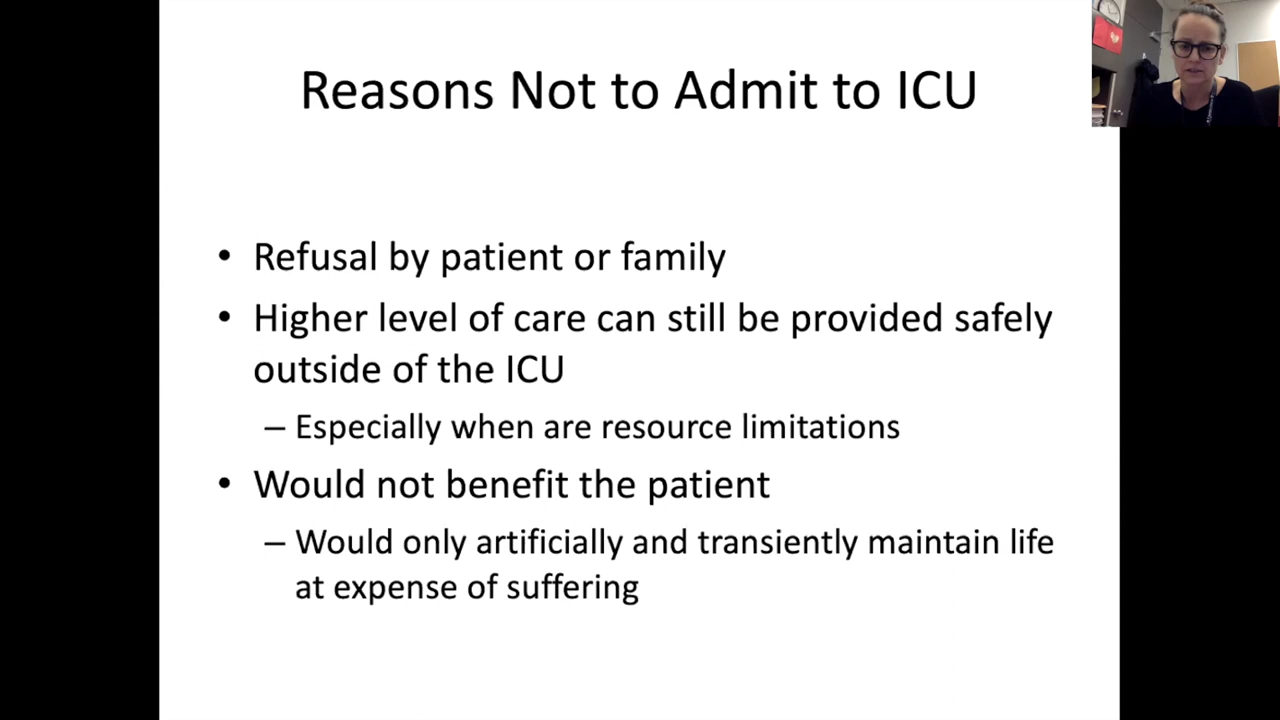 Reasons Not to Admit to ICU
• Refusal by patient or family
• Higher level of care can still be provided safely
outside of the ICU
– Especially when are resource limitations
• Would not benefit the patient
– Would only artificially and transiently maintain life
at expense of suffering